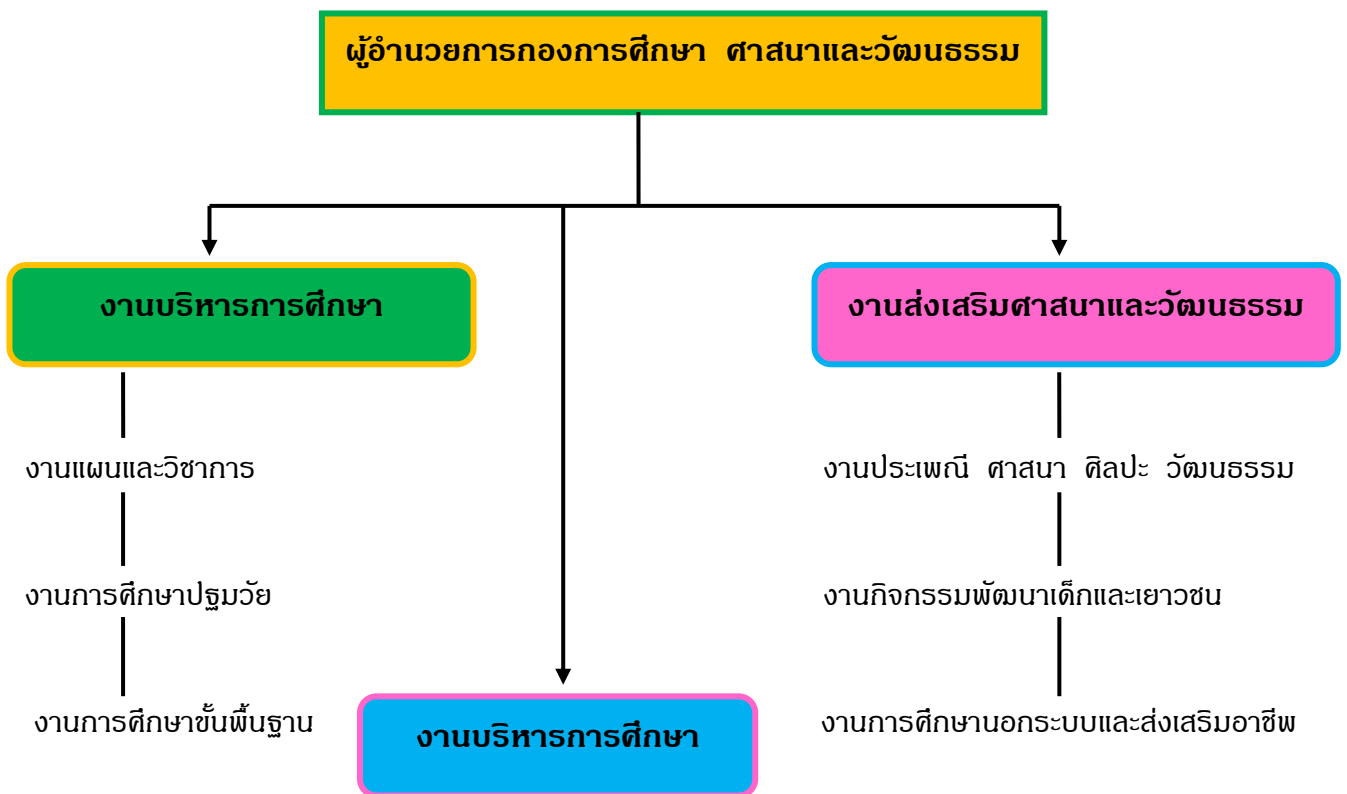 ผู้อำนวยการกองการศึกษา ศาสนาและวัฒนธรรม
งานบริหารการศึกษา
งานส่งเสริมศาสนาและวัฒนธรรม
งานแผนและวิชาการ
งานประเพณี ศาสนา ศิลปะ วัฒนธรรม
งานการศึกษาปฐมวัย
งานกิจกรรมพัฒนาเด็กและเยาวชน
งานการศึกษาขั้นพื้นฐาน
งานบริหารการศึกษา
งานการศึกษานอกระบบและส่งเสริมอาชีพ